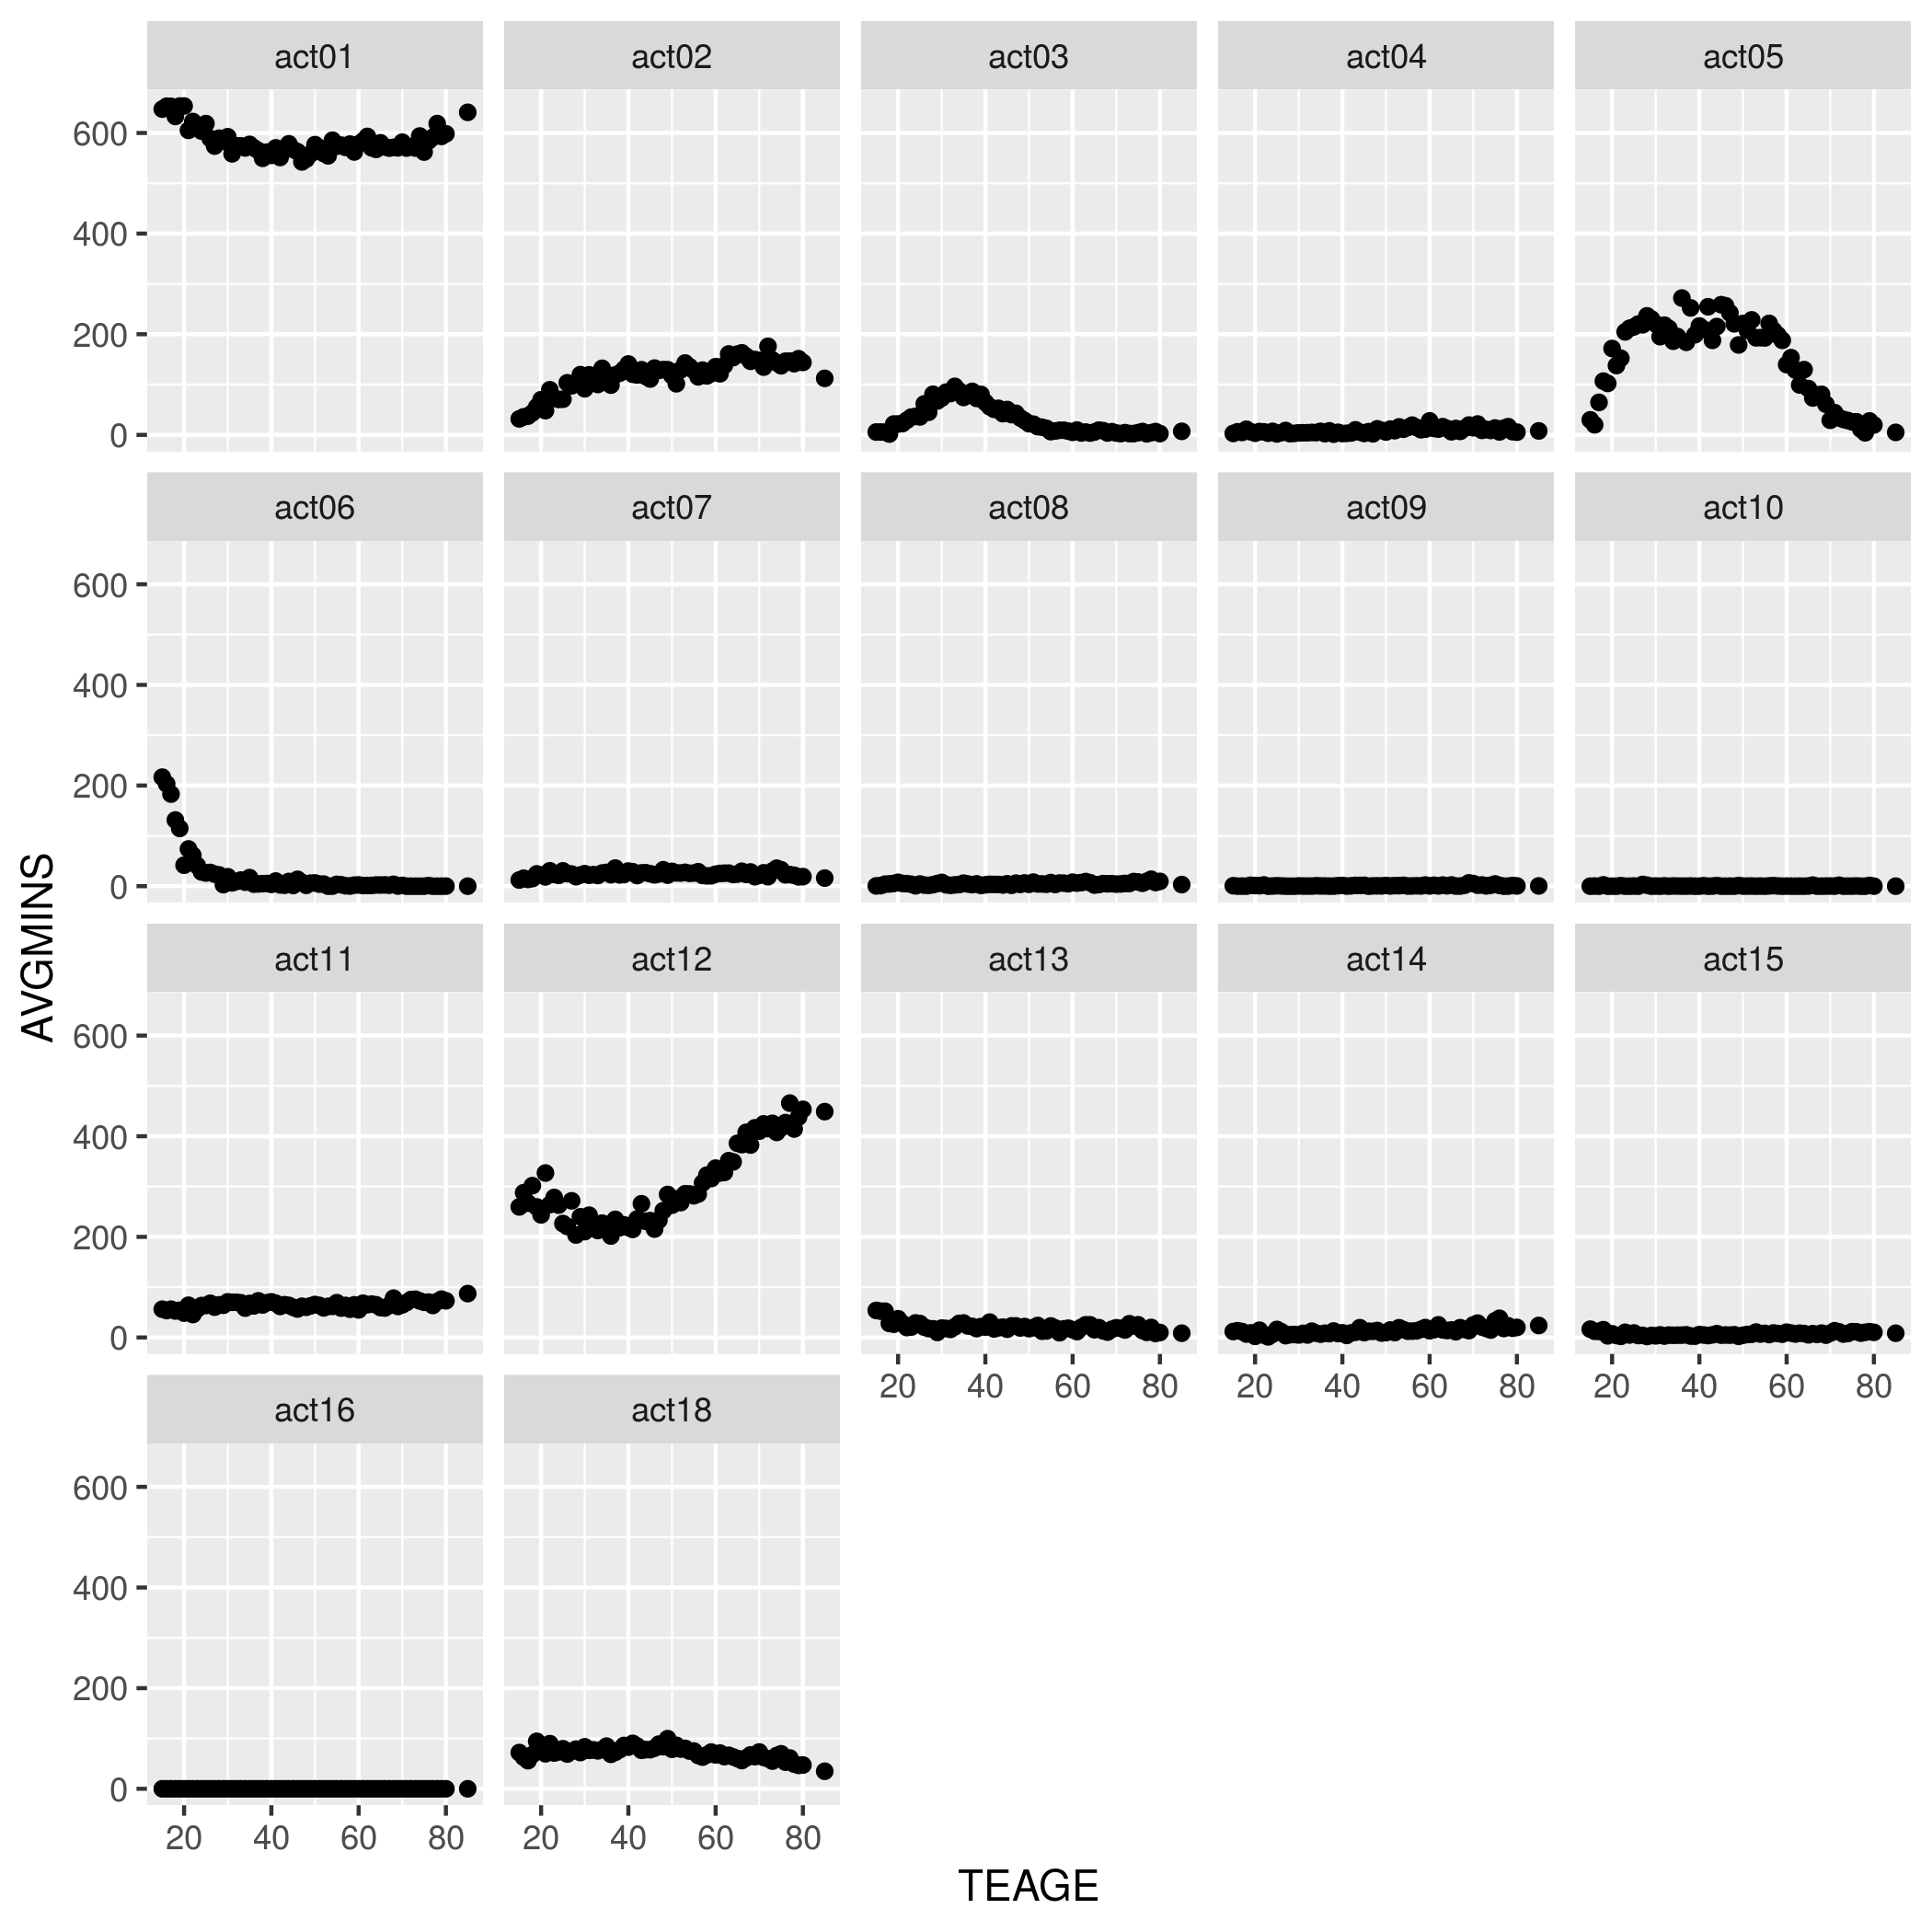 act01 act02 act03 act04 act05
600
400
200
0
act06 act07 act08 act09 act10
600
400
200
0
AVGMINS
act11 act12 act13 act14 act15
600
400
200
0
20 40 60 80 20 40 60 80 20 40 60 80
act16 act18
600
400
200
0
20 40 60 80 20 40 60 80
TEAGE